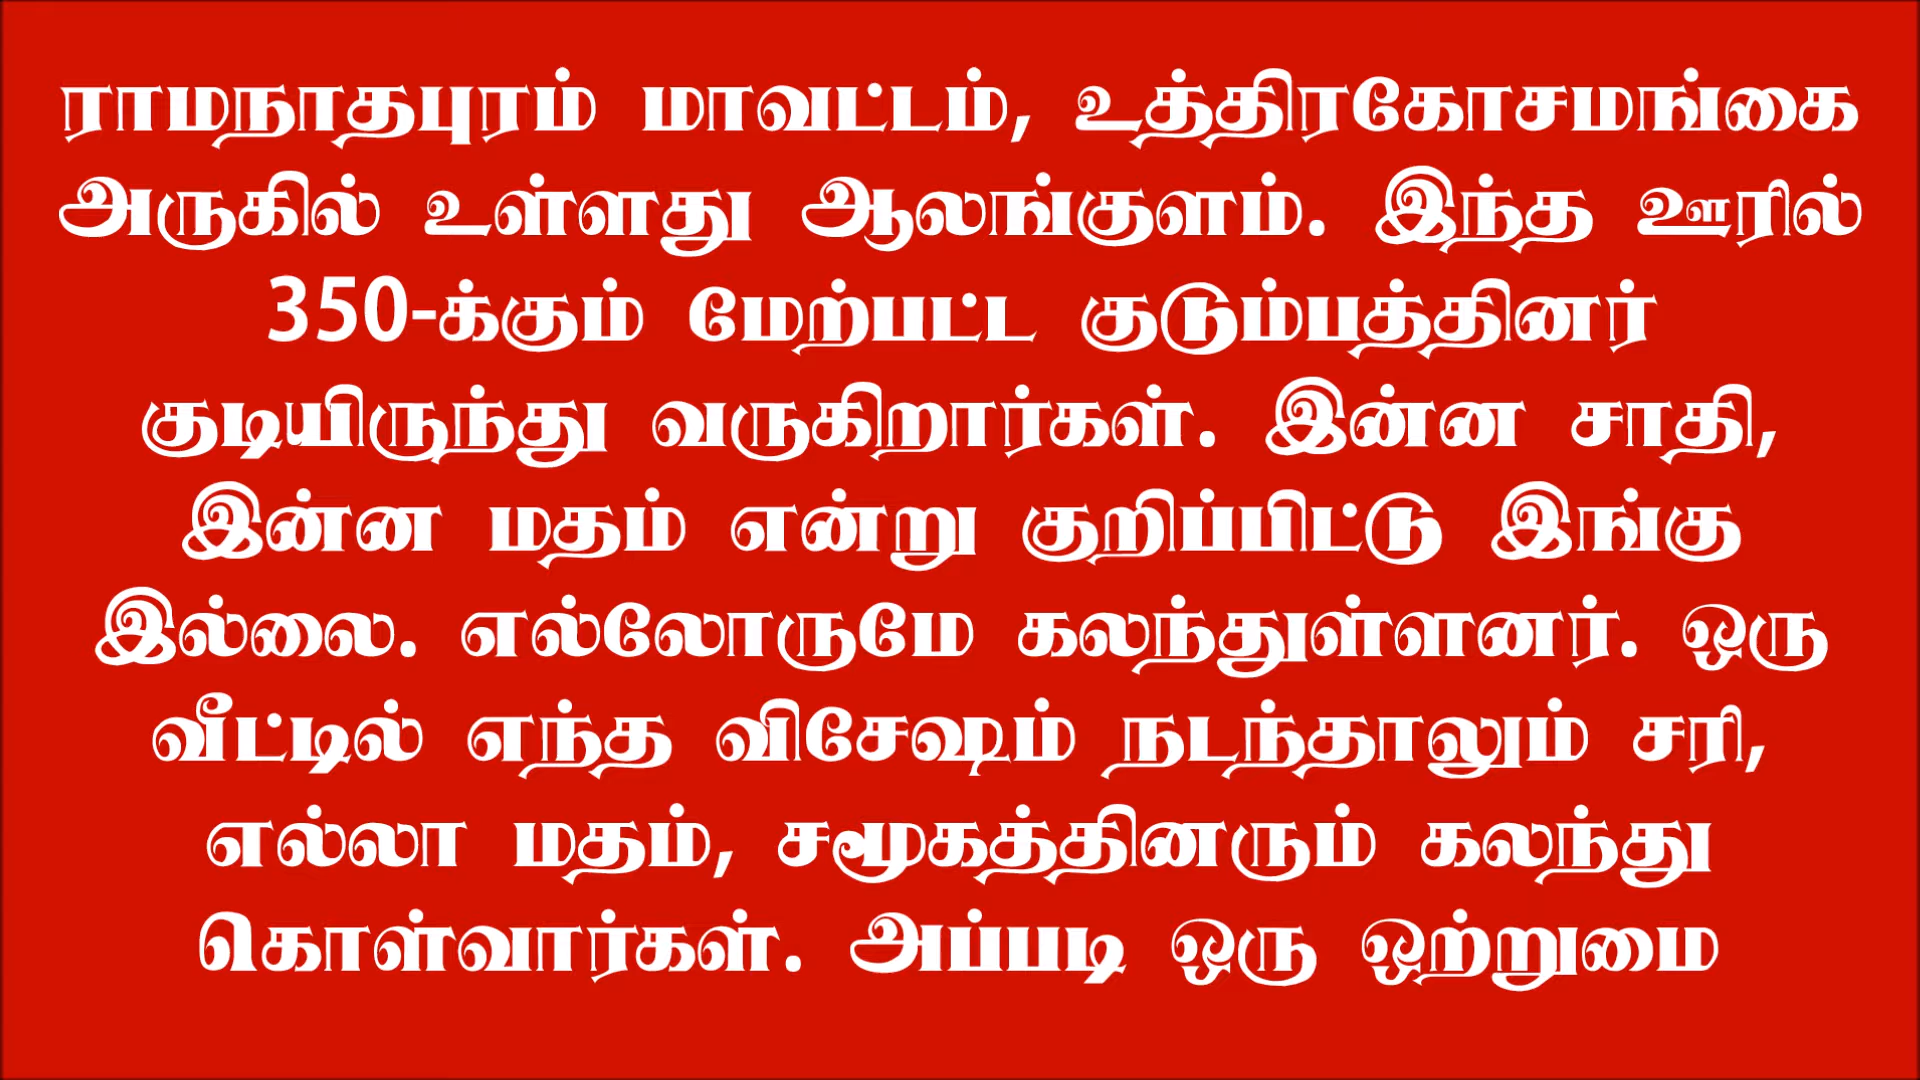 ராமநாதபுரம் மாவட்டம், உத்திரகோசமங்கை
அருகில் உள்ளது ஆலங்குளம். இந்த ஊரில்
350-க்கும் மேற்பட்ட குடும்பத்தினர்
குடியிருந்து வருகிறார்கள். இன்ன சாதி,
இன்ன மதம் என்று குறிப்பிட்டு இங்கு
இல்லை. எல்லோருமே கலந்துள்ளனர். ஒரு
வீட்டில் எந்த விசேஷம் நடந்தாலும் சரி,
எல்லா மதம், சமூகத்தினரும் கலந்து
கொள்வார்கள். அப்படி ஒரு ஒற்றுமை